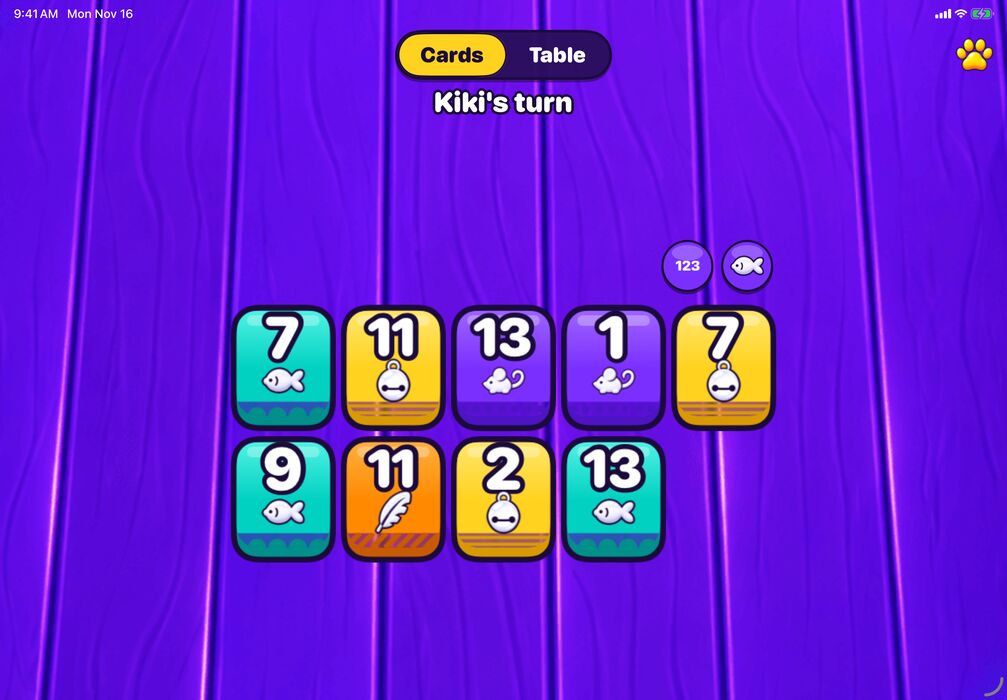 9:41 AM Mon Nov 16
Cards Table
Kiki's turn
123
7 11 13 1 7
9 11 2 13